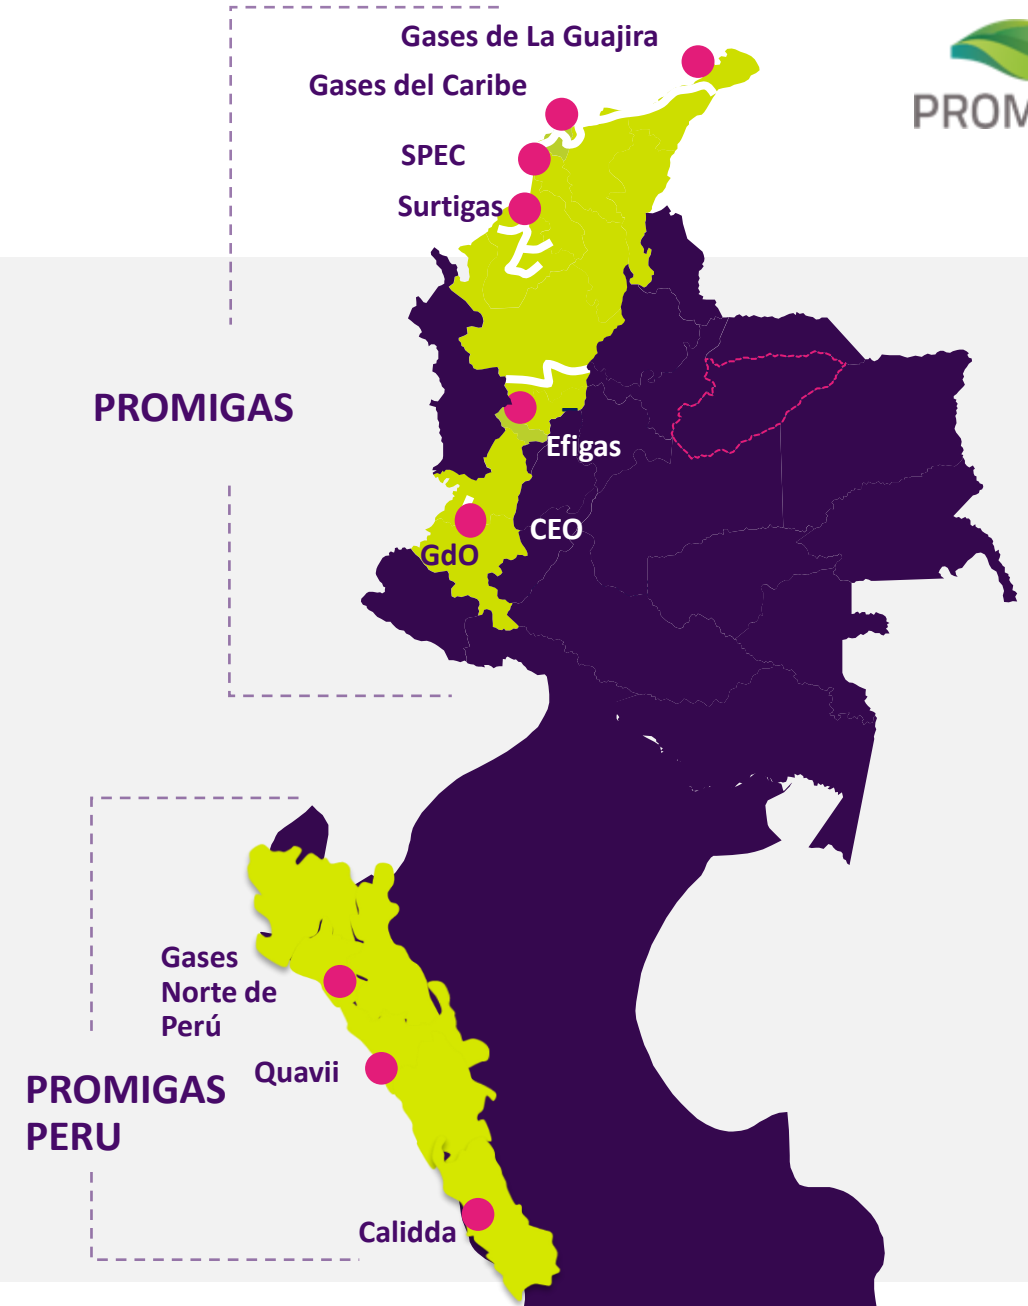 Gases de La Guajira
Gases del Caribe
SPEC
Surtigas
PROMIGAS
Efigas
CEO
GdO
Gases
Norte de
Perú
Quavii
PROMIGAS
PERU
Calidda